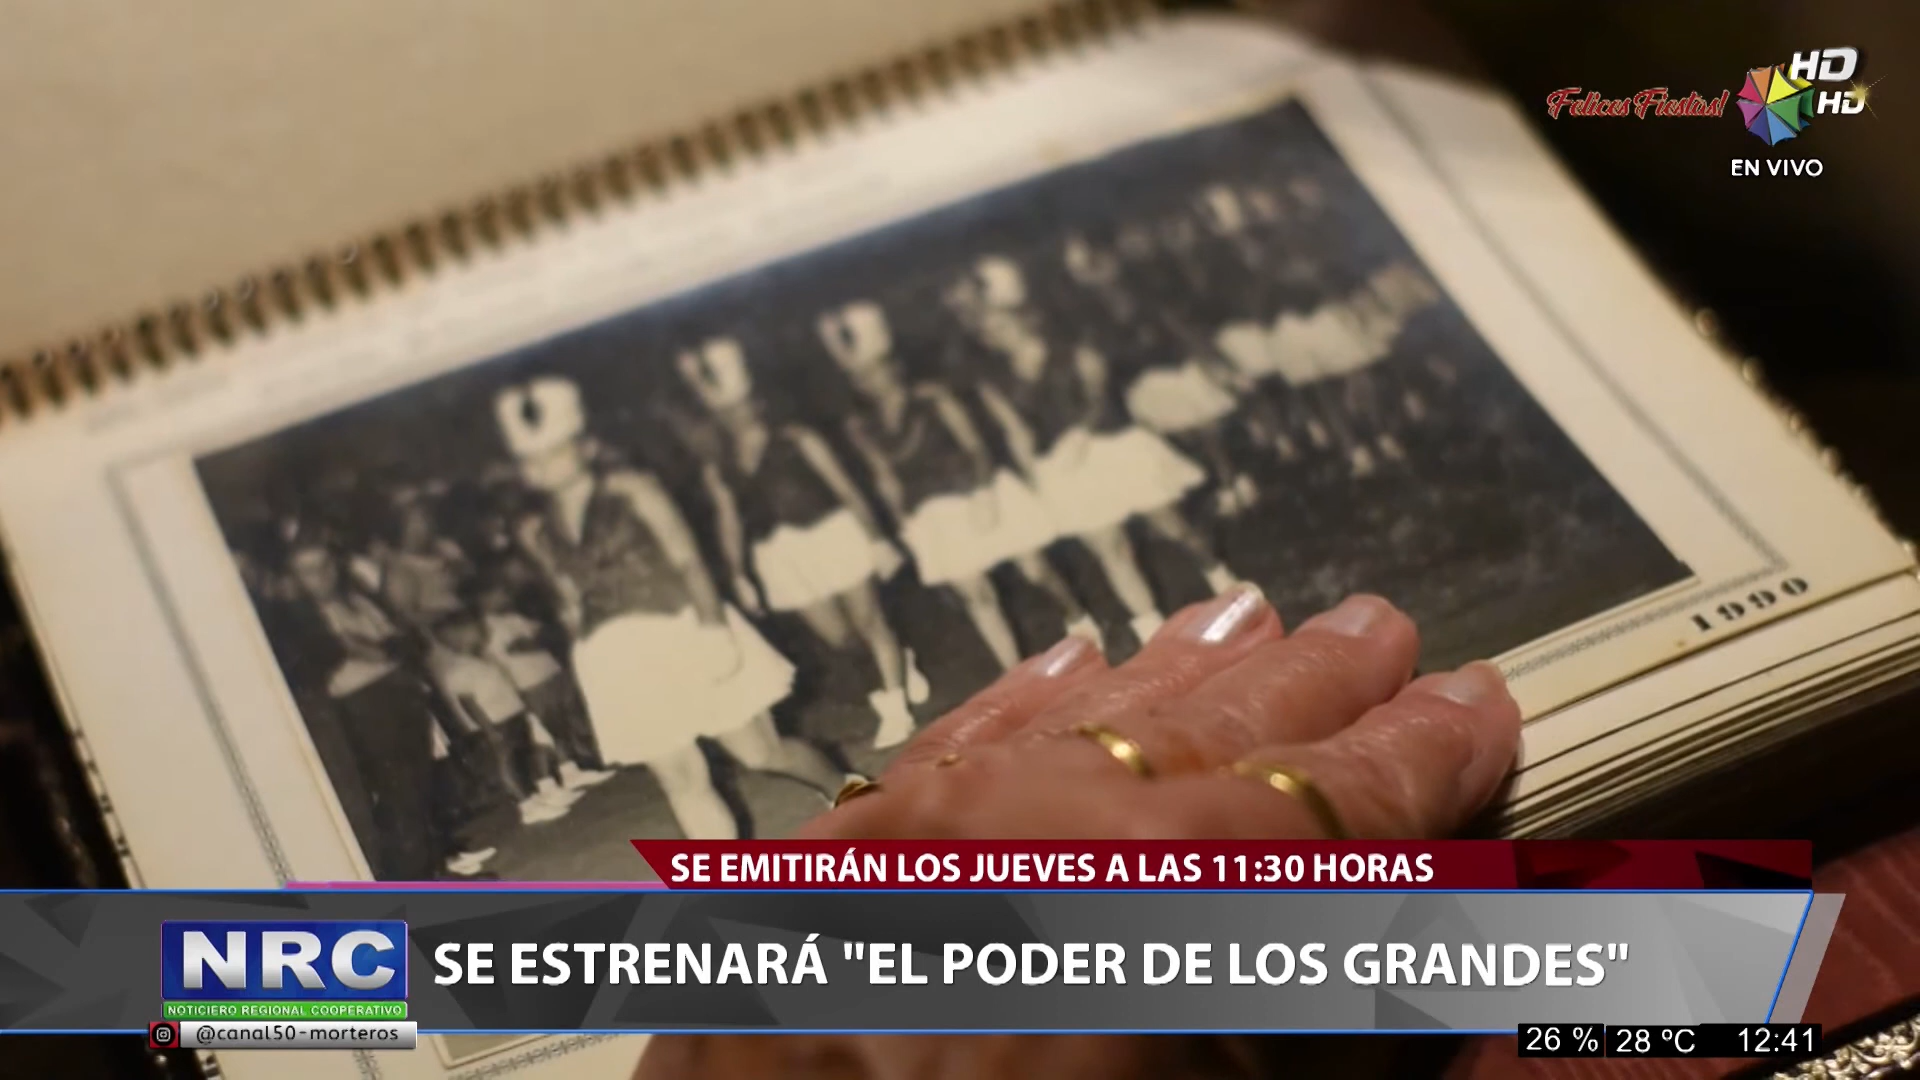 ¡Felices Fiestas!
HD
HD
EN VIVO
1990
SE EMITIRÁN LOS JUEVES A LAS 11:30 HORAS
NRC
SE ESTRENARÁ "EL PODER DE LOS GRANDES"
NOTICIERO REGIONAL COOPERATIVO
@canal50-morteros
26 % 28 ºC 12:41